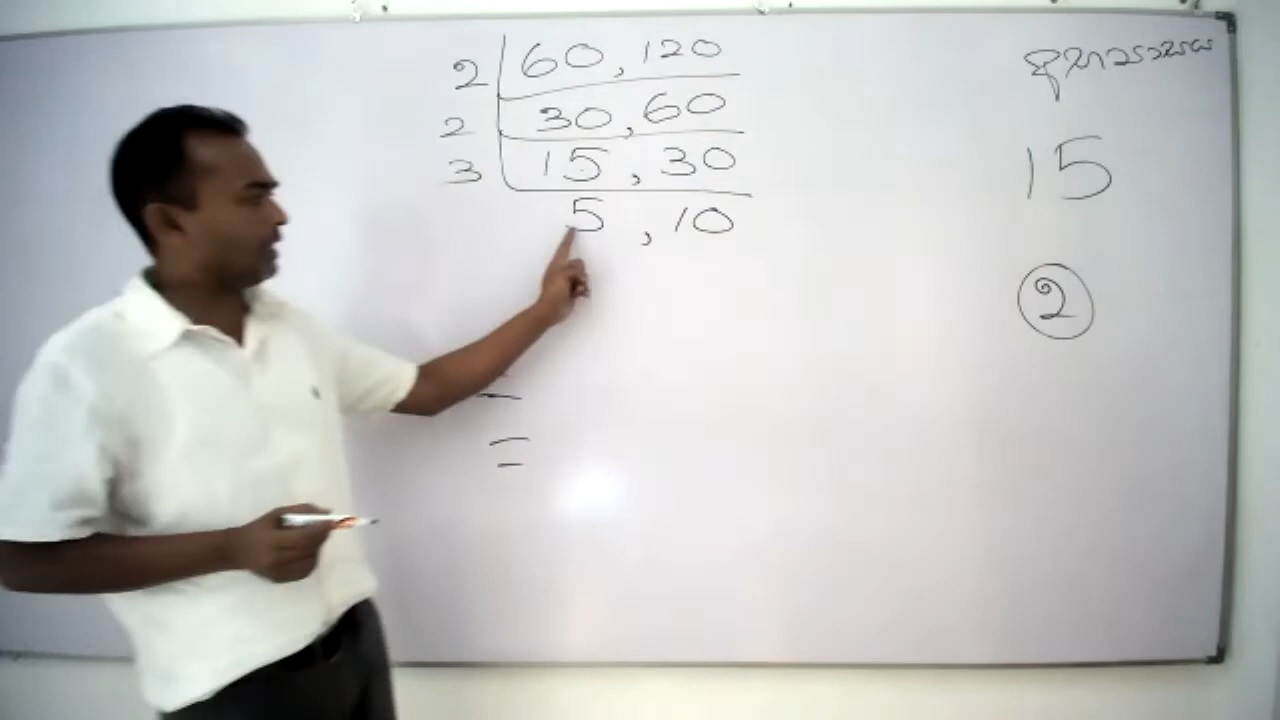 2 60, 120
2 30, 60
3 15, 30
5, 10
=
15
2